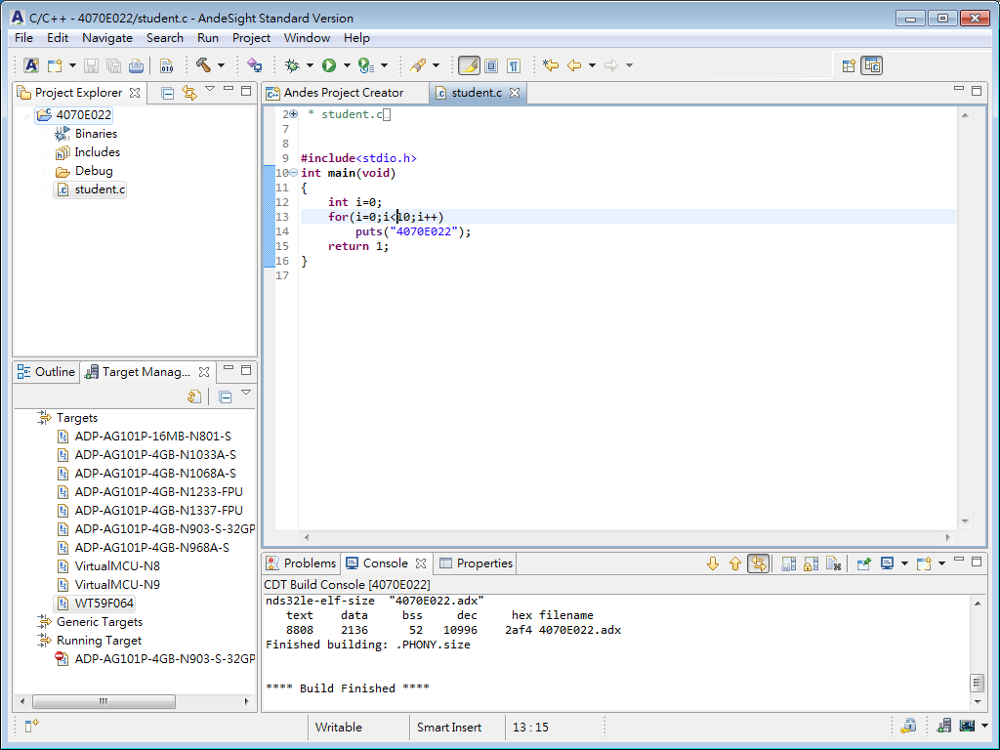 C/C++ - 4070E022/student.c - AndeSight Standard Version
File Edit Navigate Search Run Project Window Help
Project Explorer
4070E022
Binaries
Includes
Debug
student.c
Andes Project Creator student.c
2 * student.c
7
8
9 #include<stdio.h>
10 int main(void)
11 {
12 int i=0;
13 for(i=0;i<10;i++)
14 puts("4070E022");
15 return 1;
16 }
17
Outline Target Manag...
Targets
ADP-AG101P-16MB-N801-S
ADP-AG101P-4GB-N1033A-S
ADP-AG101P-4GB-N1068A-S
ADP-AG101P-4GB-N1233-FPU
ADP-AG101P-4GB-N1337-FPU
ADP-AG101P-4GB-N903-S-32GP
ADP-AG101P-4GB-N968A-S
VirtualMCU-N8
VirtualMCU-N9
WT59F064
Generic Targets
Running Target
ADP-AG101P-4GB-N903-S-32GP
Problems Console Properties
CDT Build Console [4070E022]
nds32le-elf-size "4070E022.adx"
text data bss dec hex filename
8808 2136 52 10996 2af4 4070E022.adx
Finished building: .PHONY.size
**** Build Finished ****
Writable Smart Insert 13 : 15